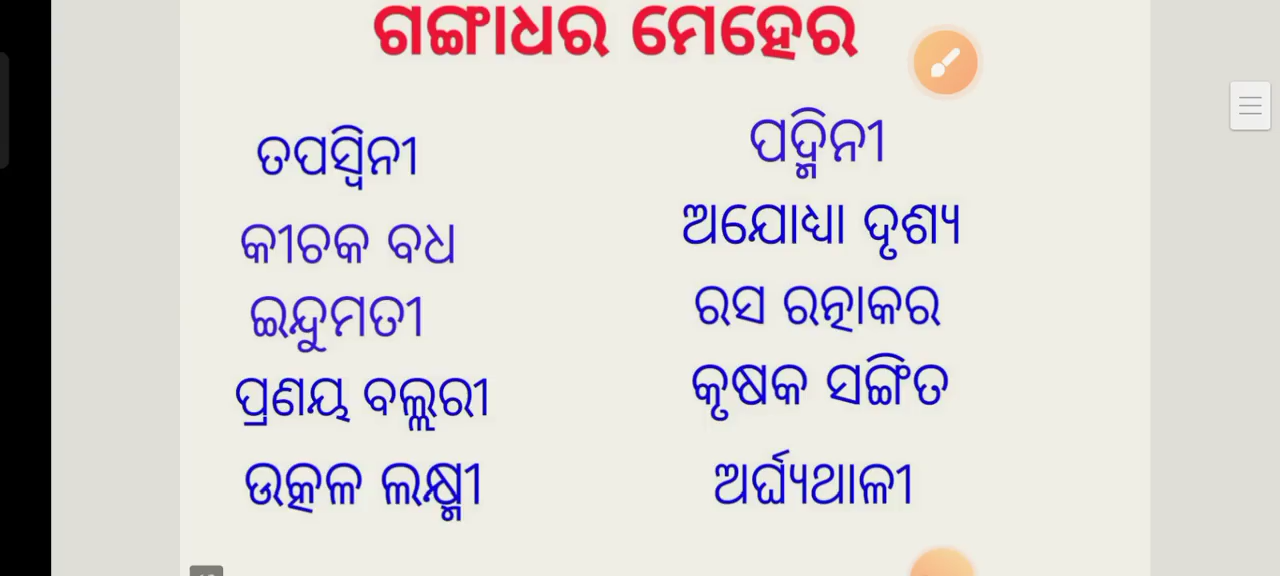 ଗଙ୍ଗାଧର ମେହେର
ତପସ୍ୱିନୀ
କୀଚକ ବଧ
ଇନ୍ଦୁମତୀ
ପ୍ରଣୟ ବଲ୍ଲରୀ
ଉତ୍କଳ ଲକ୍ଷ୍ମୀ
ପଦ୍ମିନୀ
ଅଯୋଧ୍ୟା ଦୃଶ୍ୟ
ରସ ରତ୍ନାକର
କୃଷକ ସଙ୍ଗିତ
ଅର୍ଘ୍ୟଥାଳୀ